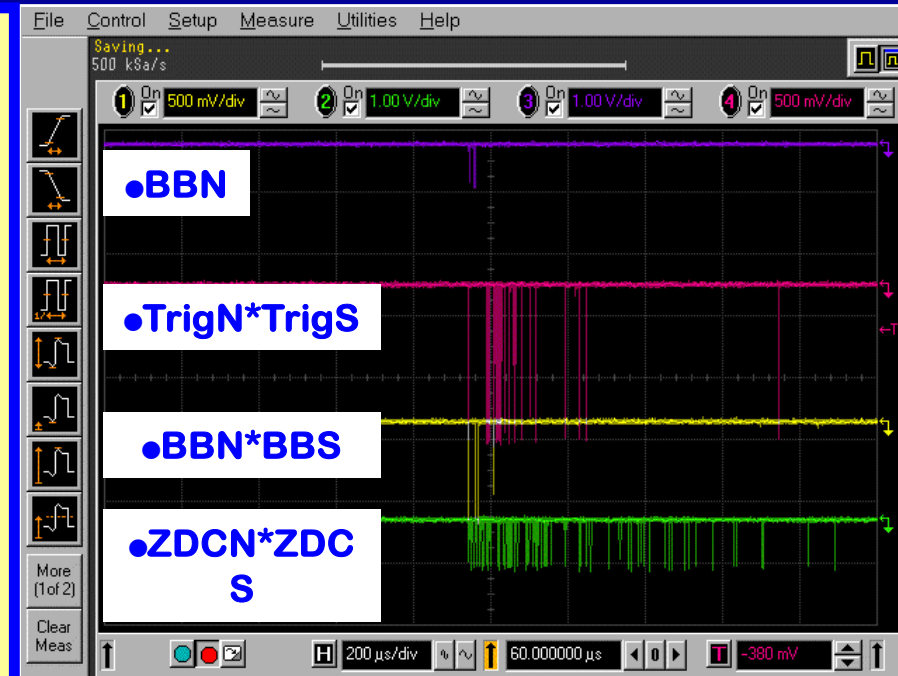 File Control Setup Measure Utilities Help
Saving...
500 kSa/s
1 On 500 mV/div 2 On 1.00 V/div 3 On 1.00 V/div 4 On 500 mV/div
●BBN
●TrigN*TrigS
T
●BBN*BBS
●ZDCN*ZDC
S
More
(1of 2)
Clear
Meas
H 200 µs/div 60.000000 µs 0 T -380 mV